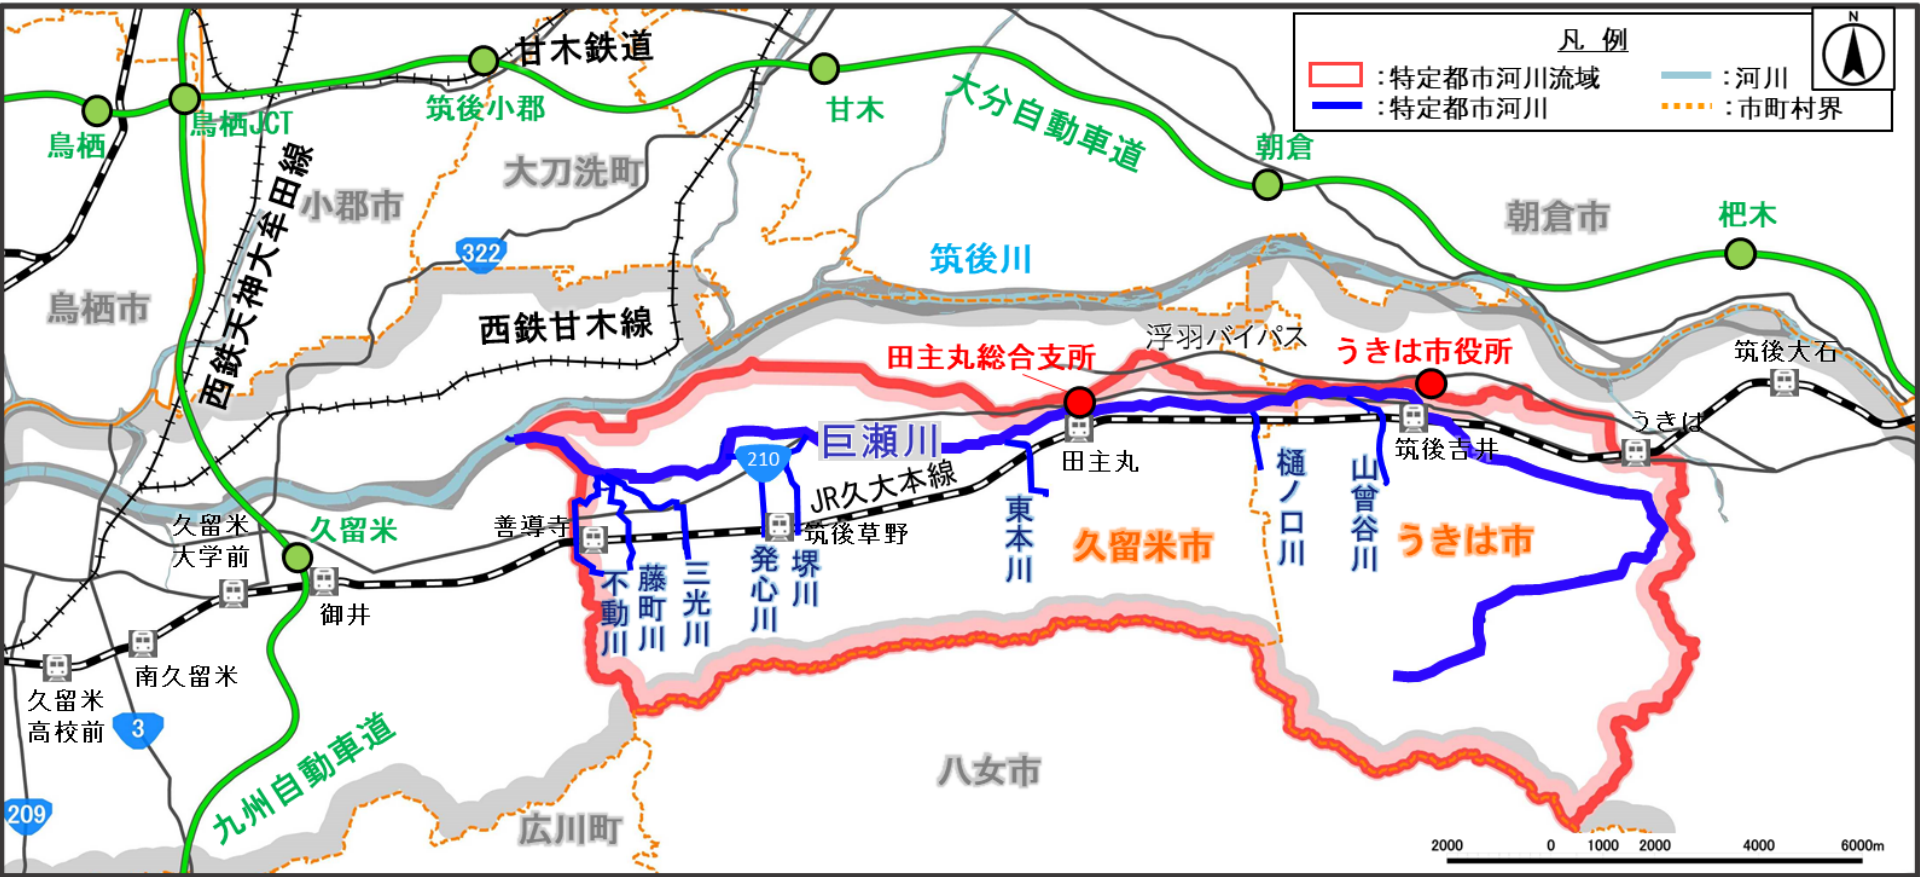 凡 例
N
：特定都市河川流域
：河川
：特定都市河川
：市町村界
甘木鉄道
鳥栖
鳥栖JCT
筑後小郡
甘木
大分自動車道
朝倉
杷木
西鉄天神大牟田線
小郡市
大刀洗町
朝倉市
322
筑後川
鳥栖市
西鉄甘木線
浮羽バイパス
田主丸総合支所
うきは市役所
筑後大石
巨瀬川
210
JR久大本線
田主丸
筑後吉井
うきは
善導寺
筑後草野
東本川
樋ノ口川
山曾谷川
久留米市
うきは市
久留米
大学前
久留米
不動川
藤町川
三光川
発心川
堺川
御井
南久留米
久留米
高校前
3
九州自動車道
209
広川町
八女市
2000
0
1000
2000
4000
6000m